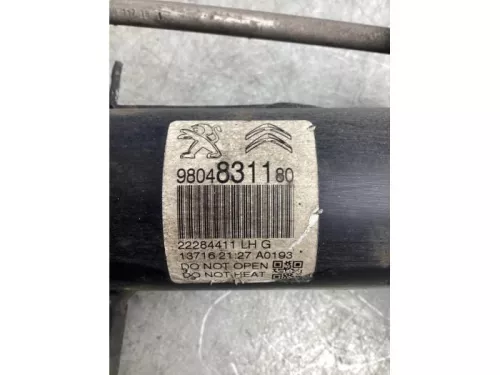 9804831180
22284411 LH G
13716 21:27 A0193
DO NOT OPEN
DO NOT HEAT